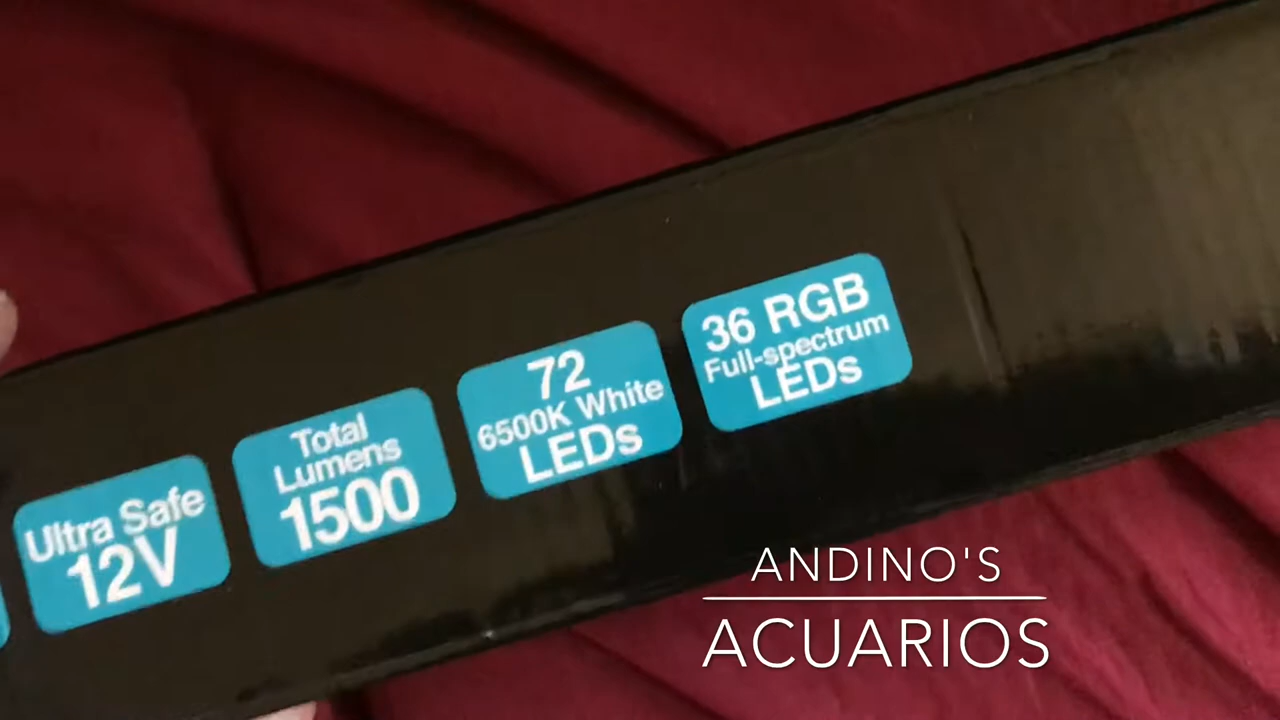 Ultra Safe
12V
Total
Lumens
1500
72
6500K White
LEDs
36 RGB
Full-spectrum
LEDs
ANDINO'S
ACUARIOS